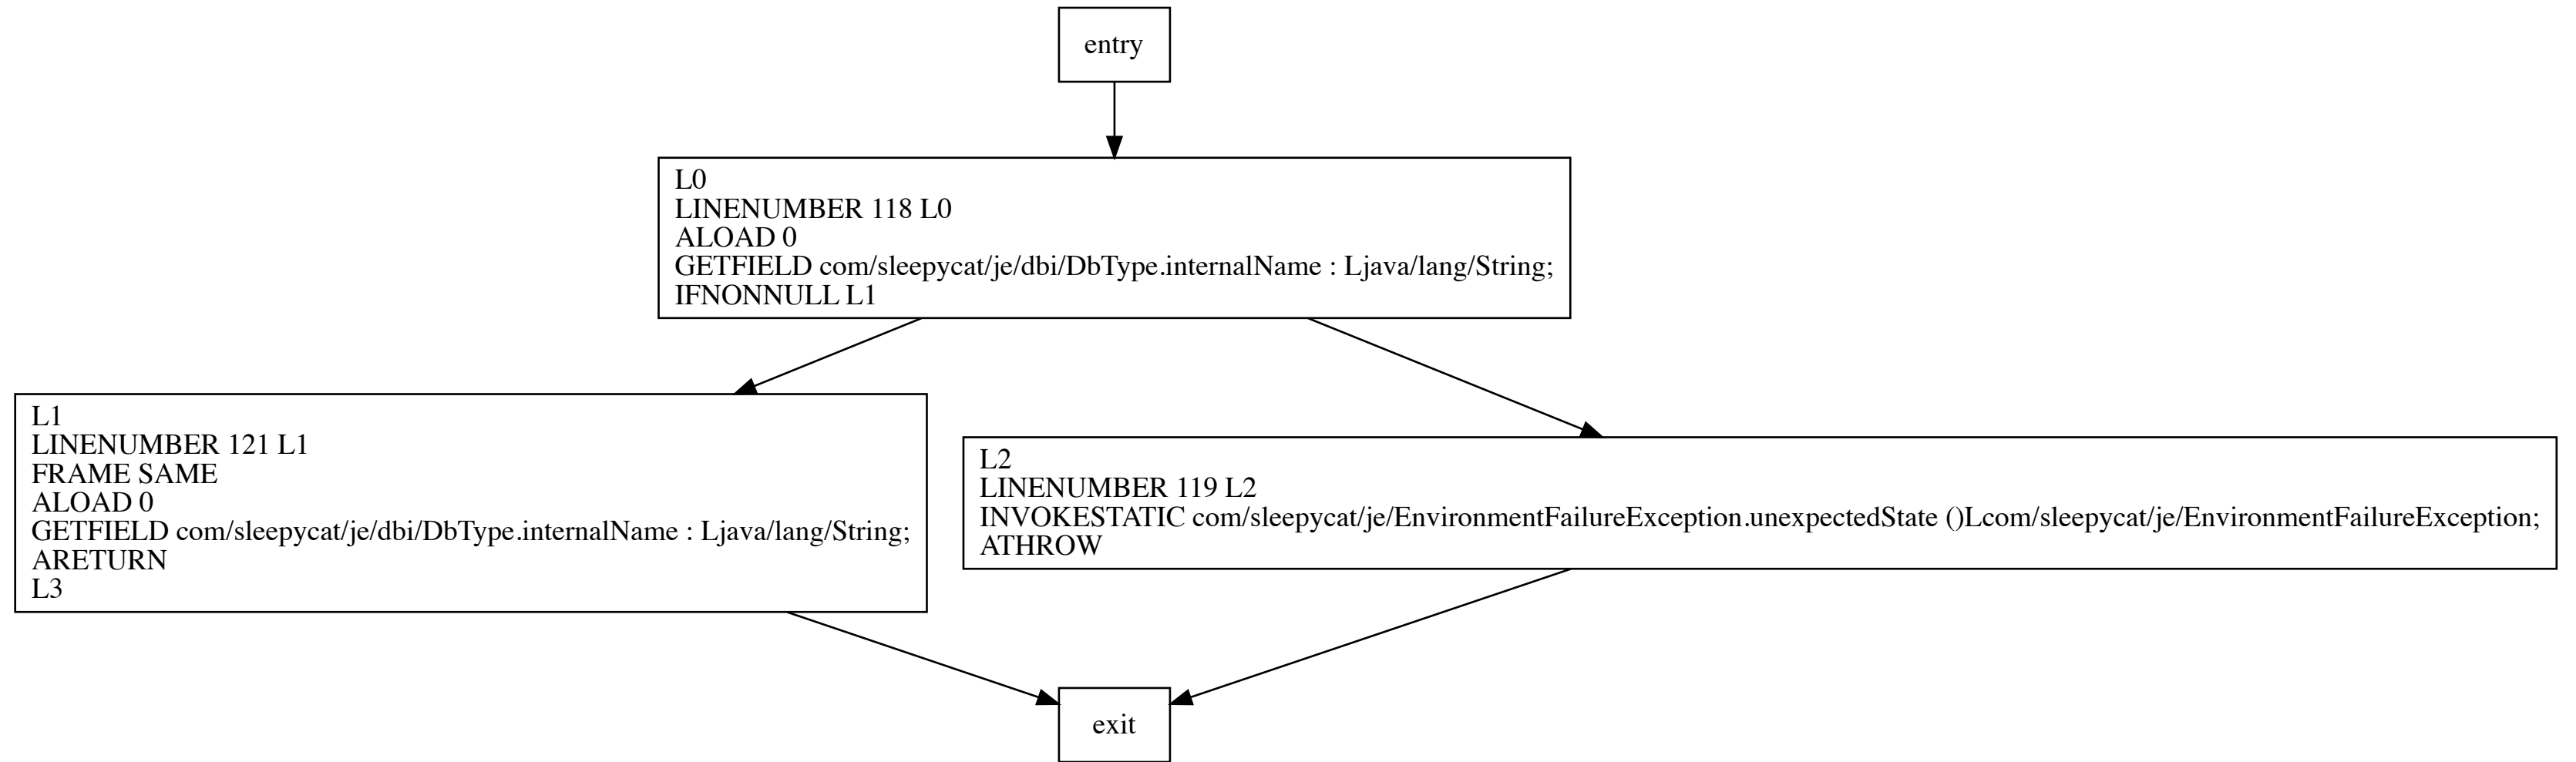 entry
L0
LINENUMBER 118 L0
ALOAD 0
GETFIELD com/sleepycat/je/dbi/DbType.internalName : Ljava/lang/String;
IFNONNULL L1
L1
LINENUMBER 121 L1
FRAME SAME
ALOAD 0
GETFIELD com/sleepycat/je/dbi/DbType.internalName : Ljava/lang/String;
ARETURN
L3
L2
LINENUMBER 119 L2
INVOKESTATIC com/sleepycat/je/EnvironmentFailureException.unexpectedState ()Lcom/sleepycat/je/EnvironmentFailureException;
ATHROW
exit